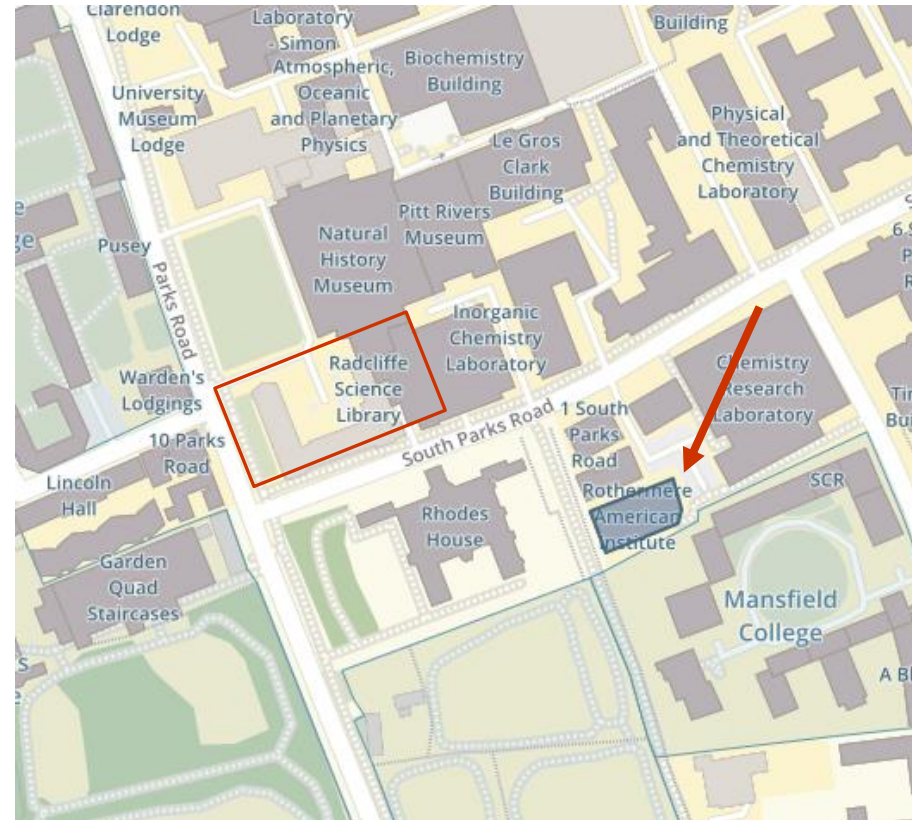 Clarendon
Lodge
Laboratory
- Simon
Atmospheric,
Oceanic
and Planetary
Physics
Biochemistry
Building
Building
University
Museum
Lodge
Physical
and Theoretical
Chemistry
Laboratory
Le Gros
Clark
Building
Pitt Rivers
Museum
Natural
History
Museum
Pusey
Parks Road
Inorganic
Chemistry
Laboratory
Radcliffe
Science
Library
Chemistry
Research
Laboratory
Warden's
Lodgings
10 Parks
Road
South Parks Road
1 South
Parks
Road
Lincoln
Hall
Rothermere
American
Institute
SCR
Rhodes
House
Garden
Quad
Staircases
Mansfield
College